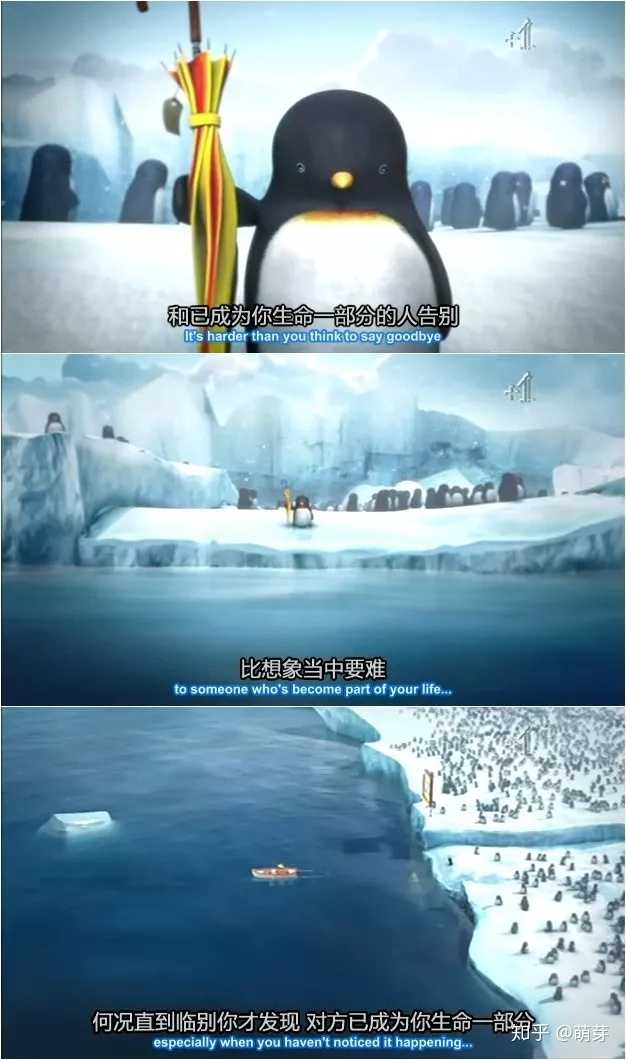 和已成为你生命一部分的人告别
It's harder than you think to say goodbye
比想象当中要难
to someone who's become part of your life...
何况直到临别你才发现 对方已成为你生命一部分
especially when you haven't noticed it happening...
知乎 @萌芽